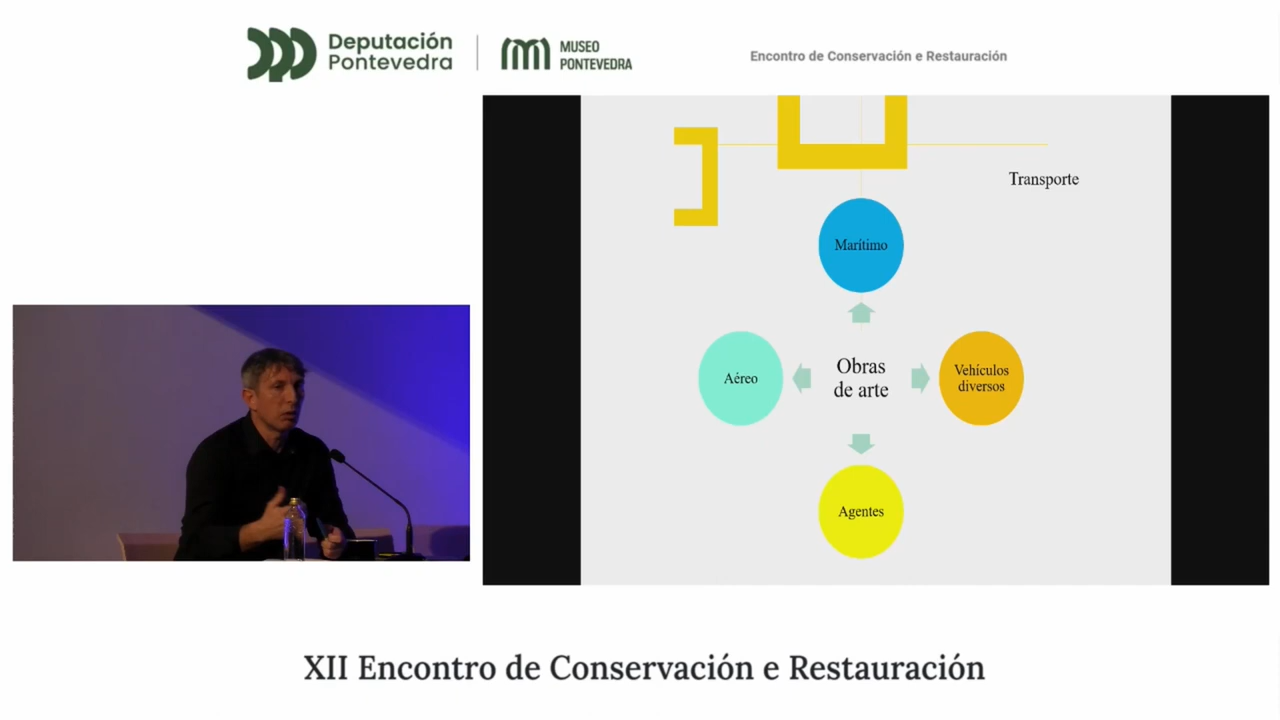 Deputación
Pontevedra
MUSEO
PONTEVEDRA
Encontro de Conservación e Restauración
Transporte
Marítimo
Aéreo
Obras
de arte
Vehículos
diversos
Agentes
XII Encontro de Conservación e Restauración